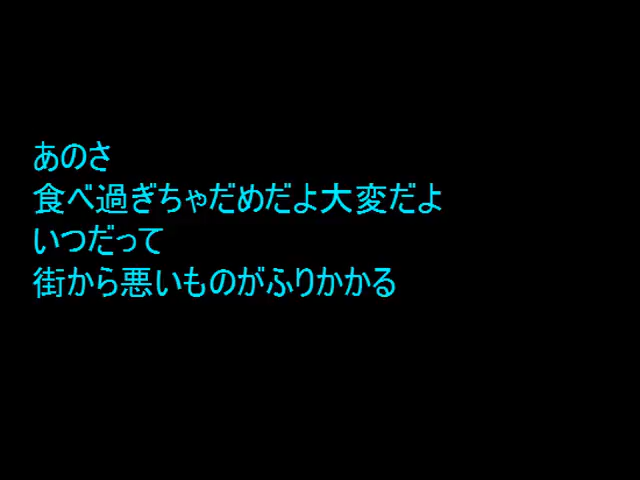 あのさ
食べ過ぎちゃだめだよ大変だよ
いつだって
街から悪いものがふりかかる